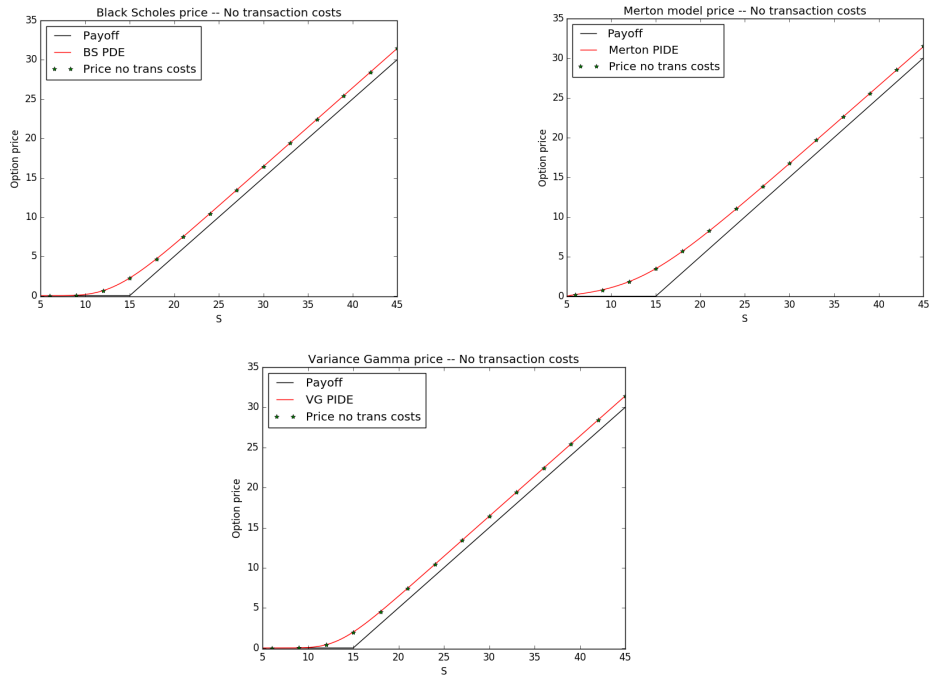 Black Scholes price -- No transaction costs
Payoff
BS PDE
Price no trans costs
Option price
35
30
25
20
15
10
5
0
5 10 15 20 25 30 35 40 45
S
Merton model price -- No transaction costs
Payoff
Merton PIDE
Price no trans costs
Option price
35
30
25
20
15
10
5
0
5 10 15 20 25 30 35 40 45
S
Variance Gamma price -- No transaction costs
Payoff
VG PIDE
Price no trans costs
Option price
35
30
25
20
15
10
5
0
5 10 15 20 25 30 35 40 45
S